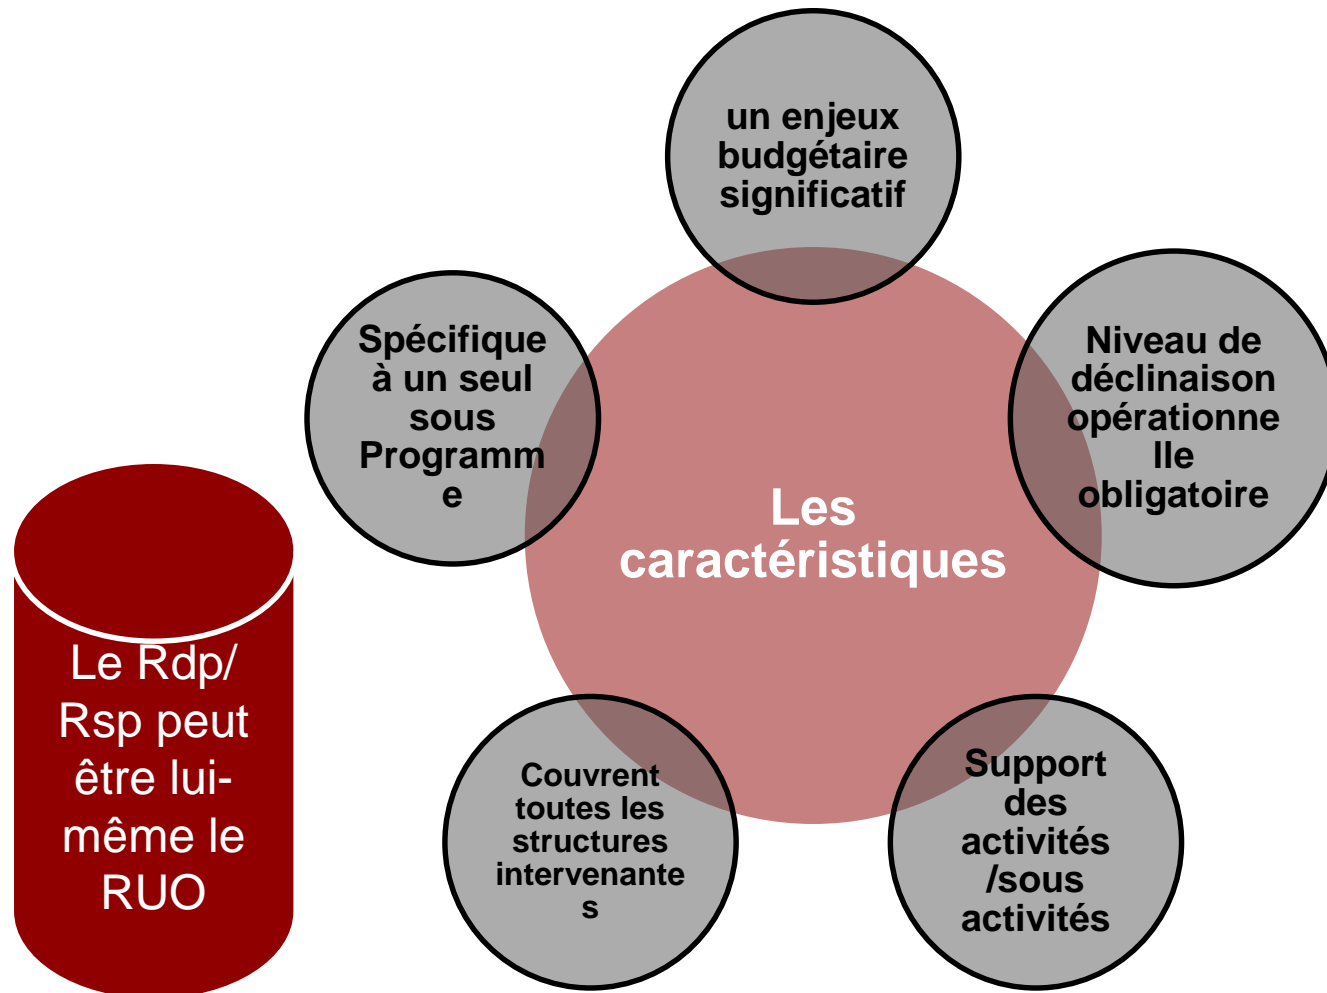 un enjeux
budgétaire
significatif
Spécifique
à un seul
sous
Programm
e
Niveau de
déclinaison
opérationne
lle
obligatoire
Les
caractéristiques
Le Rdp/
Rsp peut
être lui-
même le
RUO
Couvrent
toutes les
structures
intervenante
s
Support
des
activités
/sous
activités